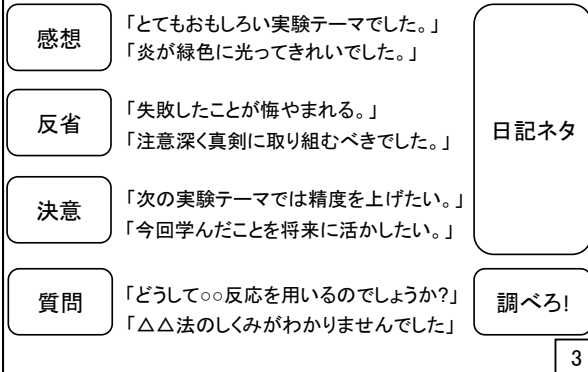 感想
「とてもおもしろい実験テーマでした。」
「炎が緑色に光ってきれいでした。」
反省
「失敗したことが悔やまれる。」
「注意深く真剣に取り組むべきでした。」
日記ネタ
決意
「次の実験テーマでは精度を上げたい。」
「今回学んだことを将来に活かしたい。」
質問
「どうして○○反応を用いるのでしょうか?」
「△△法のしくみがわかりませんでした」
調べろ!
3